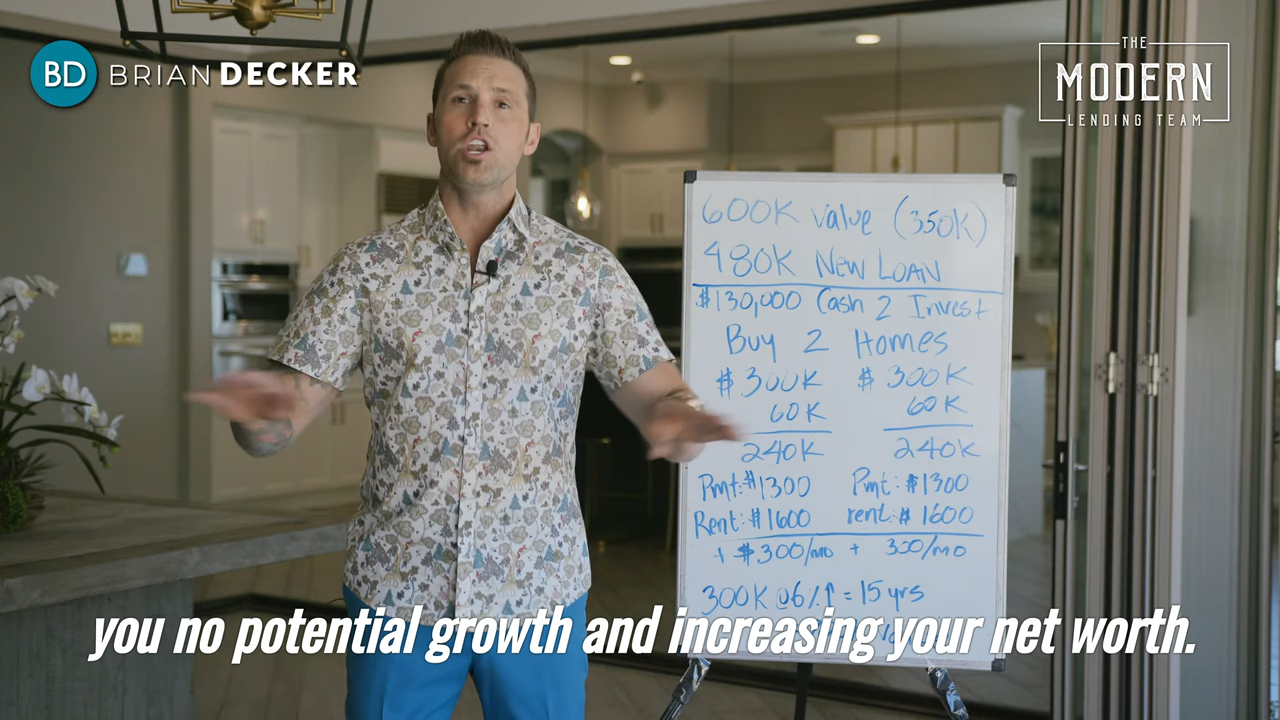 BD BRIAN DECKER
THE
MODERN
LENDING TEAM
600K value (350K)
480K NEW LOAN
$130,000 Cash 2 Invest
Buy 2 Homes
$300K $300K
60K 60K
240K 240K
Pmt: $1300 Pmt: $1300
Rent: $1600 rent: $1600
+ $300/mo + 300/mo
300K @6% ↑ = 15 yrs
you no potential growth and increasing your net worth.